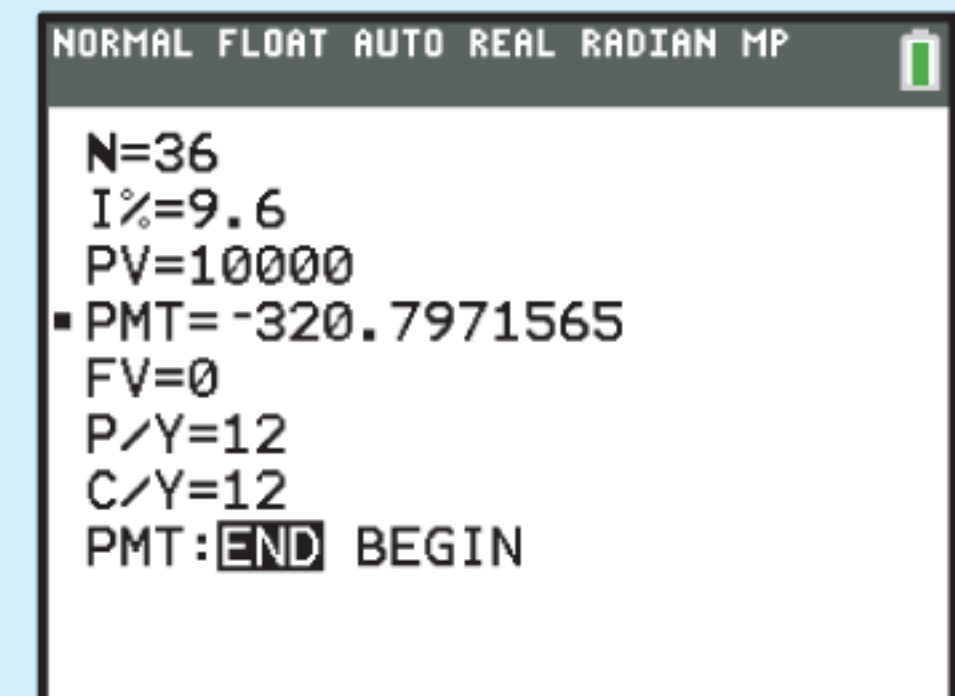 NORMAL FLOAT AUTO REAL RADIAN MP
N=36
I%=9.6
PV=10000
▪PMT=⁻320.7971565
FV=0
P/Y=12
C/Y=12
PMT:END BEGIN